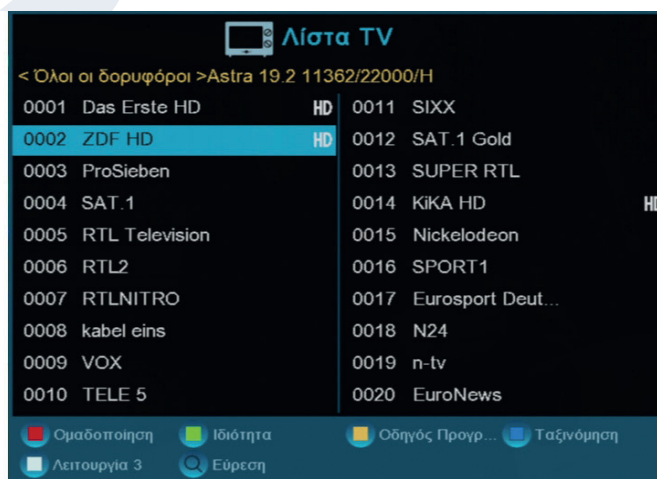 Λίστα TV
< Όλοι οι δορυφόροι >Astra 19.2 11362/22000/H
0001 Das Erste HD HD 0011 SIXX
0002 ZDF HD HD 0012 SAT.1 Gold
0003 ProSieben 0013 SUPER RTL
0004 SAT.1 0014 KiKA HD HD
0005 RTL Television 0015 Nickelodeon
0006 RTL2 0016 SPORT1
0007 RTLNITRO 0017 Eurosport Deut...
0008 kabel eins 0018 N24
0009 VOX 0019 n-tv
0010 TELE 5 0020 EuroNews
Ομαδοποίηση Ιδιότητα Οδηγός Προγρ... Ταξινόμηση
Λειτουργία 3 Εύρεση